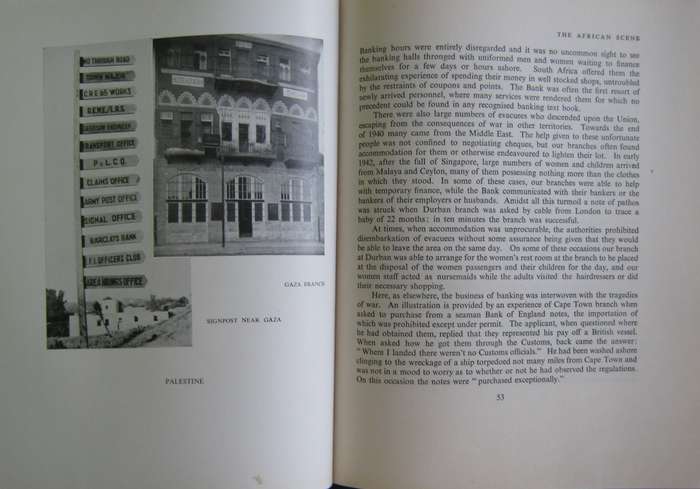 NO THROUGH ROAD
TOWN MAJOR
C.R.E 65 WORKS
R.E.M.E./L.R.S.
GARRISON ENGINEER
TRANSPORT OFFICE
P & L.C.O.
CLAIMS OFFICE
ARMY POST OFFICE
SIGNAL OFFICE
BARCLAYS BANK
OFFICERS CLUB
AREA HIRINGS OFFICE
GAZA BRANCH
SIGNPOST NEAR GAZA
PALESTINE
THE AFRICAN SCENE
Banking hours were entirely disregarded and it was no uncommon sight to see
the banking halls thronged with uniformed men and women waiting to finance
themselves for a few days or hours ashore. South Africa offered them the
exhilarating experience of spending their money in well stocked shops, untroubled
by the restraints of coupons and points. The Bank was often the first resort of
newly arrived personnel, where many services were rendered them for which no
precedent could be found in any recognised banking text book.
There were also large numbers of evacuees who descended upon the Union,
escaping from the consequences of war in other territories. Towards the end
of 1940 many came from the Middle East. The help given to these unfortunate
people was not confined to negotiating cheques, but our branches often found
accommodation for them or otherwise endeavoured to lighten their lot. In early
1942, after the fall of Singapore, large numbers of women and children arrived
from Malaya and Ceylon, many of them possessing nothing more than the clothes
in which they stood. In some of these cases, our branches were able to help
with temporary finance, while the Bank communicated with their bankers or the
bankers of their employers or husbands. Amidst all this turmoil a note of pathos
was struck when Durban branch was asked by cable from London to trace a
baby of 22 months: in ten minutes the branch was successful.
At times, when accommodation was unprocurable, the authorities prohibited
disembarkation of evacuees without some assurance being given that they would
be able to leave the area on the same day. On some of these occasions our branch
at Durban was able to arrange for the women's rest room at the branch to be placed
at the disposal of the women passengers and their children for the day, and our
women staff acted as nursemaids while the adults visited the hairdressers or did
their necessary shopping.
Here, as elsewhere, the business of banking is interwoven with the tragedies
of war. An illustration is provided by an experience of Cape Town branch when
asked to purchase from a seaman Bank of England notes, the importation of
which was prohibited except under permit. The applicant, when questioned where
he had obtained them, replied that they represented his pay off a British vessel.
When asked how he got them through the Customs, back came the answer:
"Where I landed there weren't no Customs officials." He had been washed ashore
clinging to the wreckage of a ship torpedoed not many miles from Cape Town and
was not in a mood to worry as to whether or not he had observed the regulations.
On this occasion the notes were "purchased exceptionally."
53